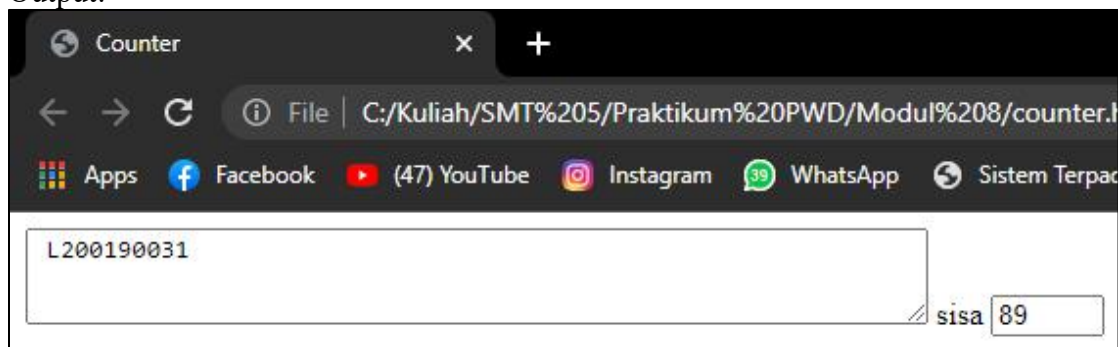 Counter
File C:/Kuliah/SMT%205/Praktikum%20PWD/Modul%208/counter.h
Apps Facebook (47) YouTube Instagram 39 WhatsApp Sistem Terpad
L200190031
sisa 89